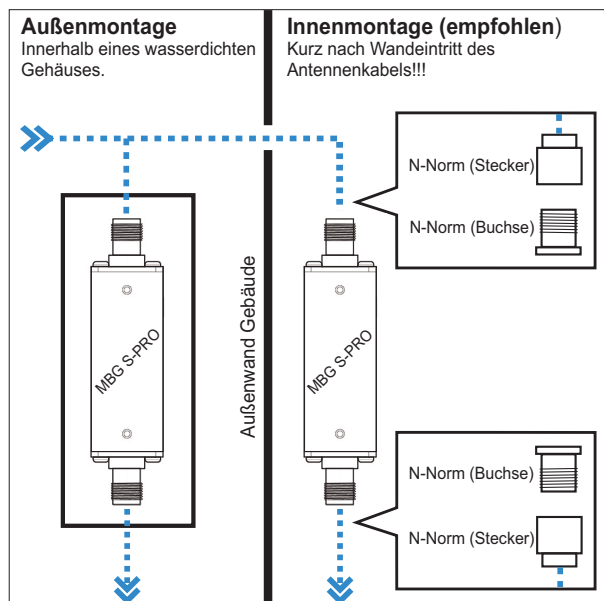 Außenmontage
Innerhalb eines wasserdichten
Gehäuses.
Innenmontage (empfohlen)
Kurz nach Wandeintritt des
Antennenkabels!!!
N-Norm (Stecker)
N-Norm (Buchse)
MBG S-PRO
Außenwand Gebäude
MBG S-PRO
N-Norm (Buchse)
N-Norm (Stecker)